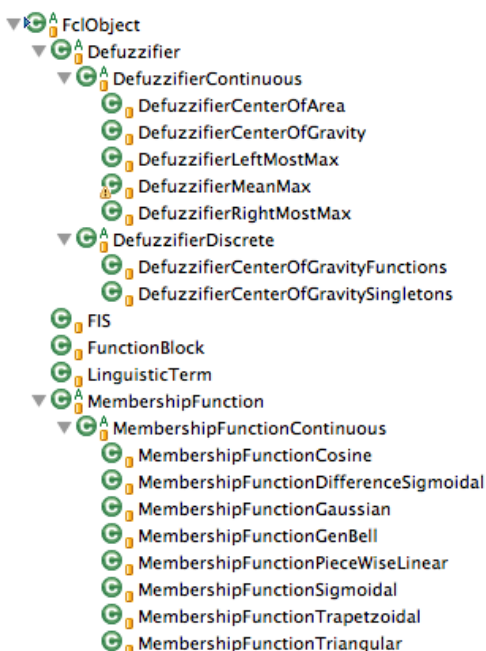 FclObject
Defuzzifier
DefuzzifierContinuous
DefuzzifierCenterOfArea
DefuzzifierCenterOfGravity
DefuzzifierLeftMostMax
DefuzzifierMeanMax
DefuzzifierRightMostMax
DefuzzifierDiscrete
DefuzzifierCenterOfGravityFunctions
DefuzzifierCenterOfGravitySingletons
FIS
FunctionBlock
LinguisticTerm
MembershipFunction
MembershipFunctionContinuous
MembershipFunctionCosine
MembershipFunctionDifferenceSigmoidal
MembershipFunctionGaussian
MembershipFunctionGenBell
MembershipFunctionPieceWiseLinear
MembershipFunctionSigmoidal
MembershipFunctionTrapetzoidal
MembershipFunctionTriangular